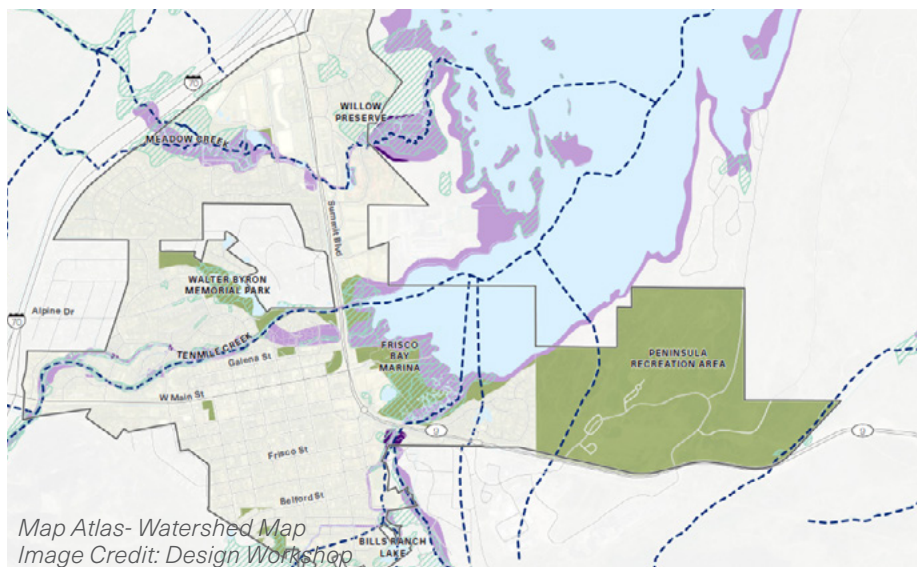 70
WILLOW
PRESERVE
MEADOW CREEK
Summit Blvd
WALTER BYRON
MEMORIAL PARK
Alpine Dr
70
TENMILE CREEK
Galena St
FRISCO
BAY
MARINA
PENINSULA
RECREATION AREA
W Main St
9
9
Frisco St
Belford St
BILLS RANCH
LAKE
Map Atlas- Watershed Map
Image Credit: Design Workshop